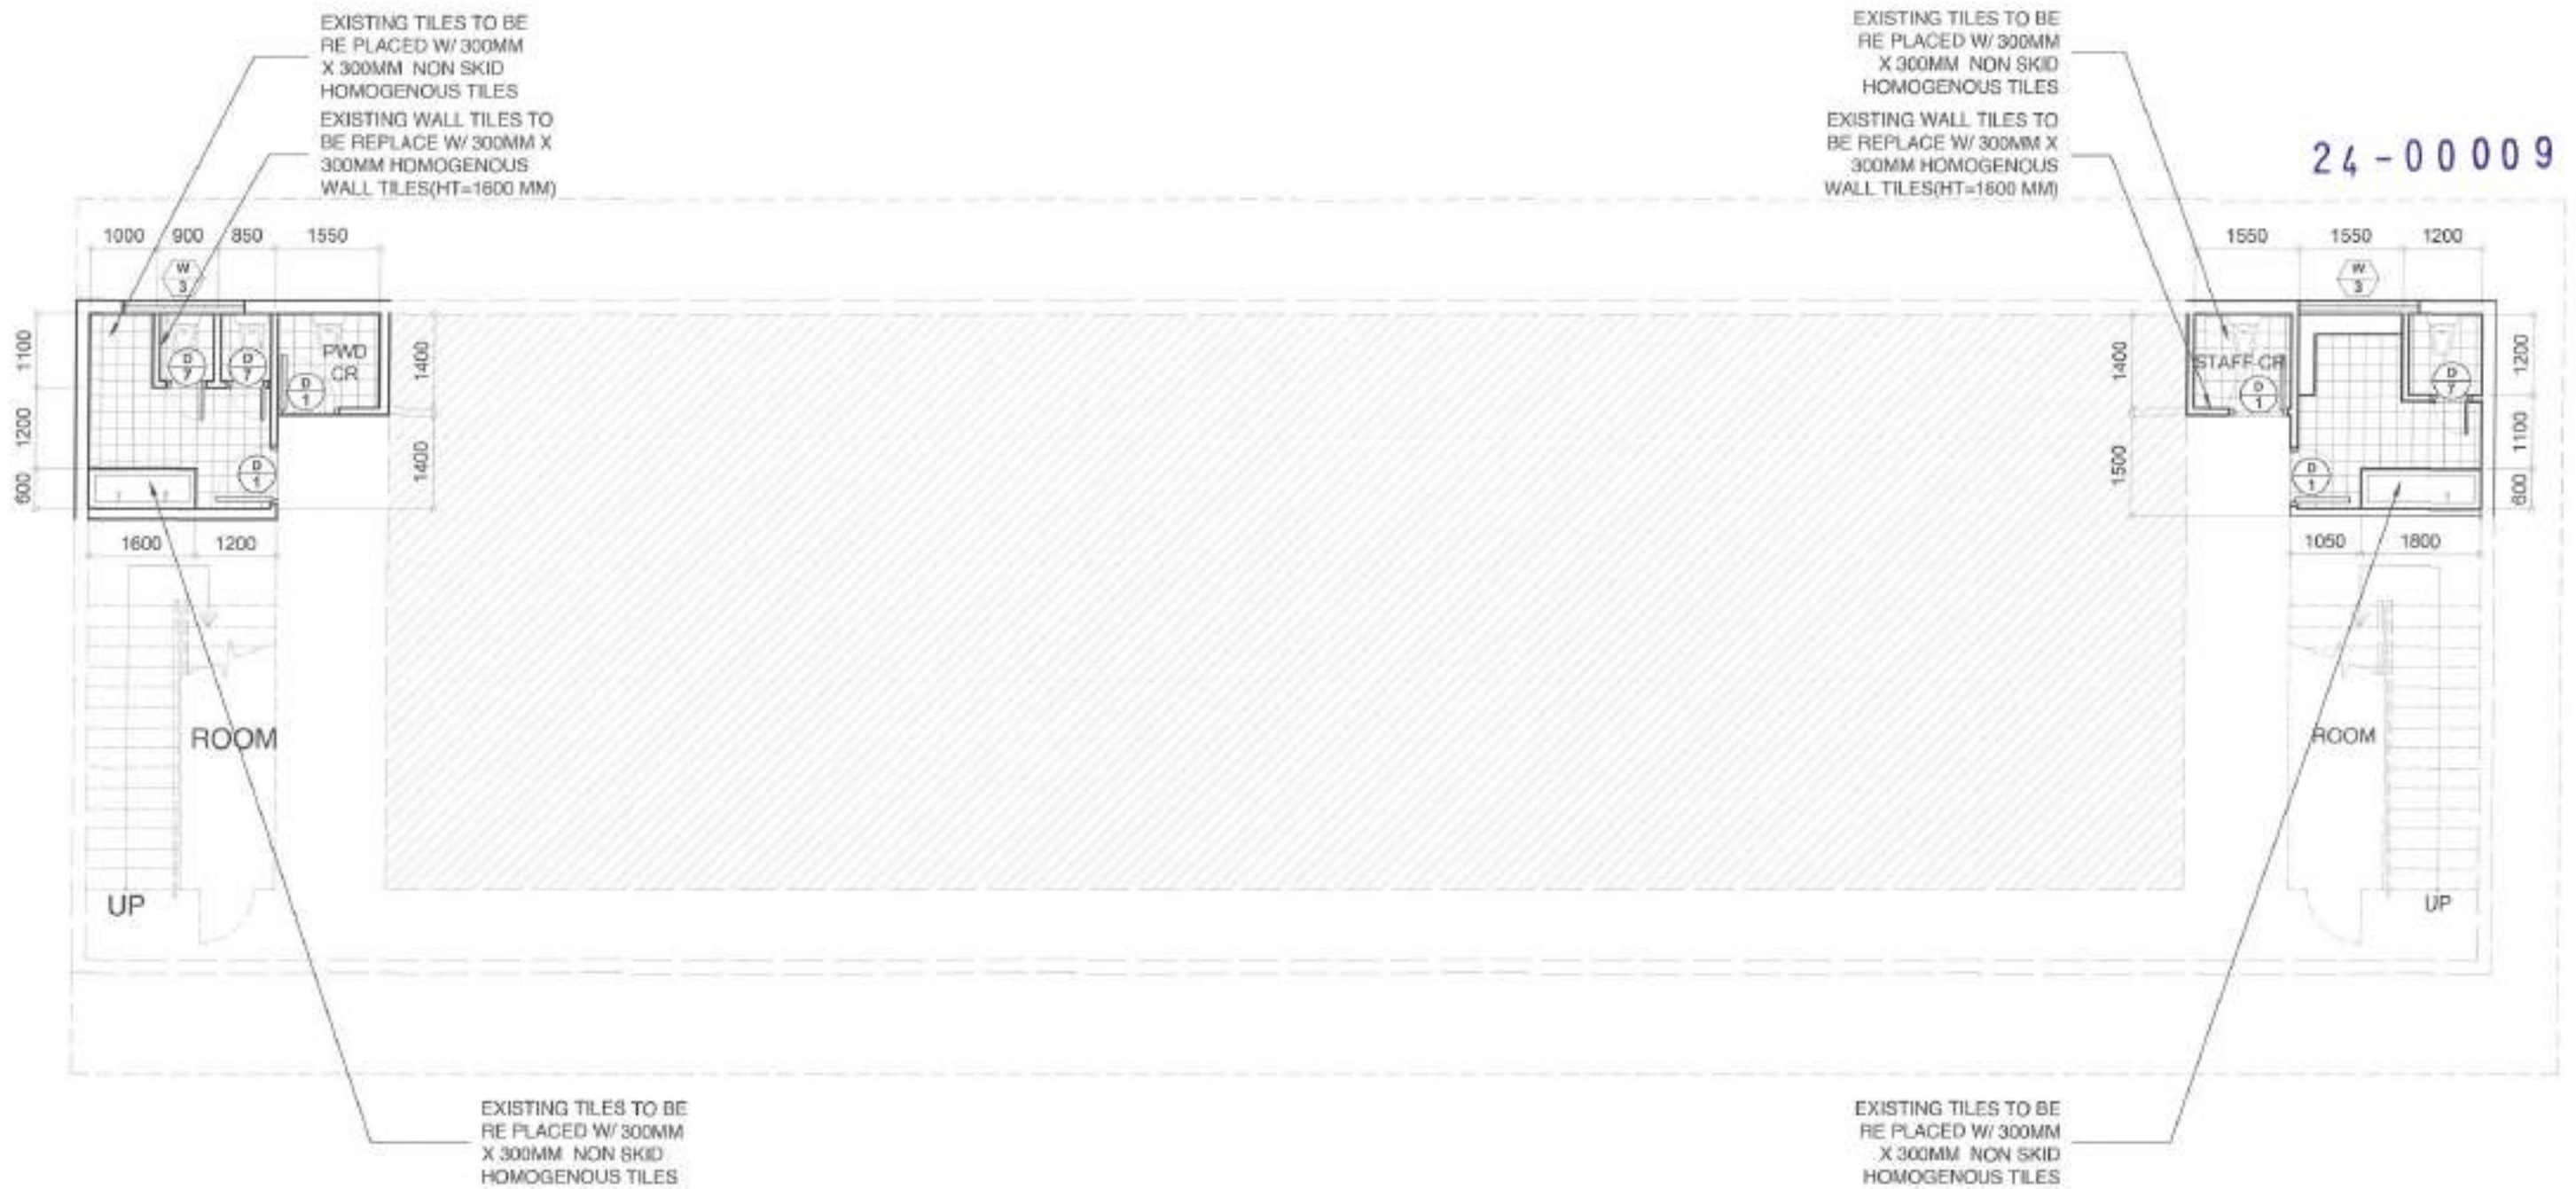 EXISTING TILES TO BE
RE PLACED W/ 300MM
X 300MM NON SKID
HOMOGENOUS TILES
EXISTING WALL TILES TO
BE REPLACE W/ 300MM X
300MM HOMOGENOUS
WALL TILES(HT=1600 MM)
EXISTING TILES TO BE
RE PLACED W/ 300MM
X 300MM NON SKID
HOMOGENOUS TILES
EXISTING WALL TILES TO
BE REPLACE W/ 300MM X
300MM HOMOGENOUS
WALL TILES(HT=1600 MM)
24-00009
1000 900 850 1550
W
3
1100
1200
600
D
7
D
7
PWD
CR
D
1
D
1
1400
1400
1600 1200
1550 1550 1200
W
3
1400
1500
STAFF CR
D
1
D
7
D
1
1200
1100
600
1050 1800
ROOM
UP
ROOM
UP
EXISTING TILES TO BE
RE PLACED W/ 300MM
X 300MM NON SKID
HOMOGENOUS TILES
EXISTING TILES TO BE
RE PLACED W/ 300MM
X 300MM NON SKID
HOMOGENOUS TILES